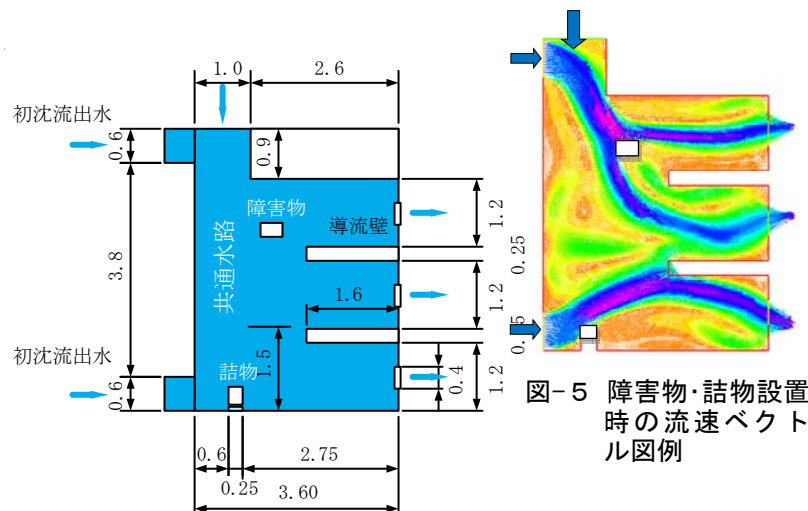 1.0
2.6
初沈流出水
0.6
0.9
障害物
導流壁
1.2
共通水路
3.8
1.2
1.6
初沈流出水
0.6
詰物
1.5
0.4
1.2
0.6
2.75
0.25
3.60
0.25
図-5 障害物・詰物設置
時の流速ベクト
ル図例